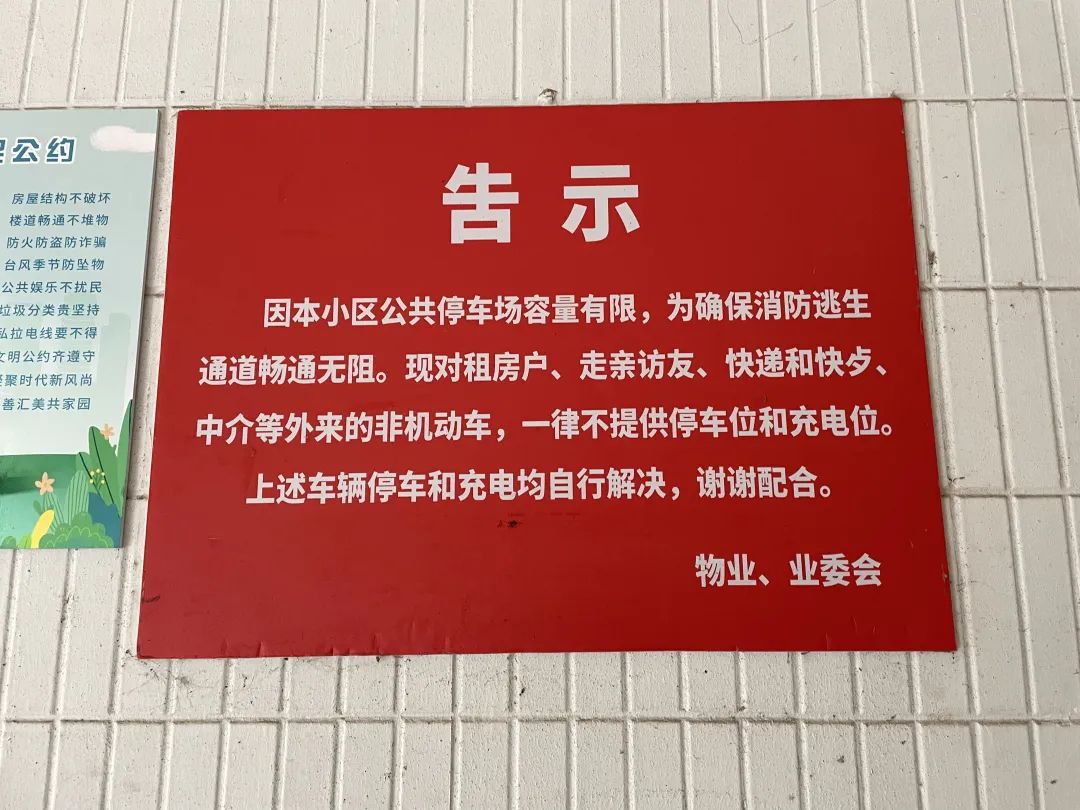 公约
房屋结构不破坏
楼道畅通不堆物
防火防盗防诈骗
台风季节防坠物
公共娱乐不扰民
垃圾分类贵坚持
私拉电线要不得
文明公约齐遵守
凝聚时代新风尚
善汇美共家园
告示
因本小区公共停车场容量有限，为确保消防逃生
通道畅通无阻。现对租房户、走亲访友、快递和快歺、
中介等外来的非机动车，一律不提供停车位和充电位。
上述车辆停车和充电均自行解决，谢谢配合。
物业、业委会